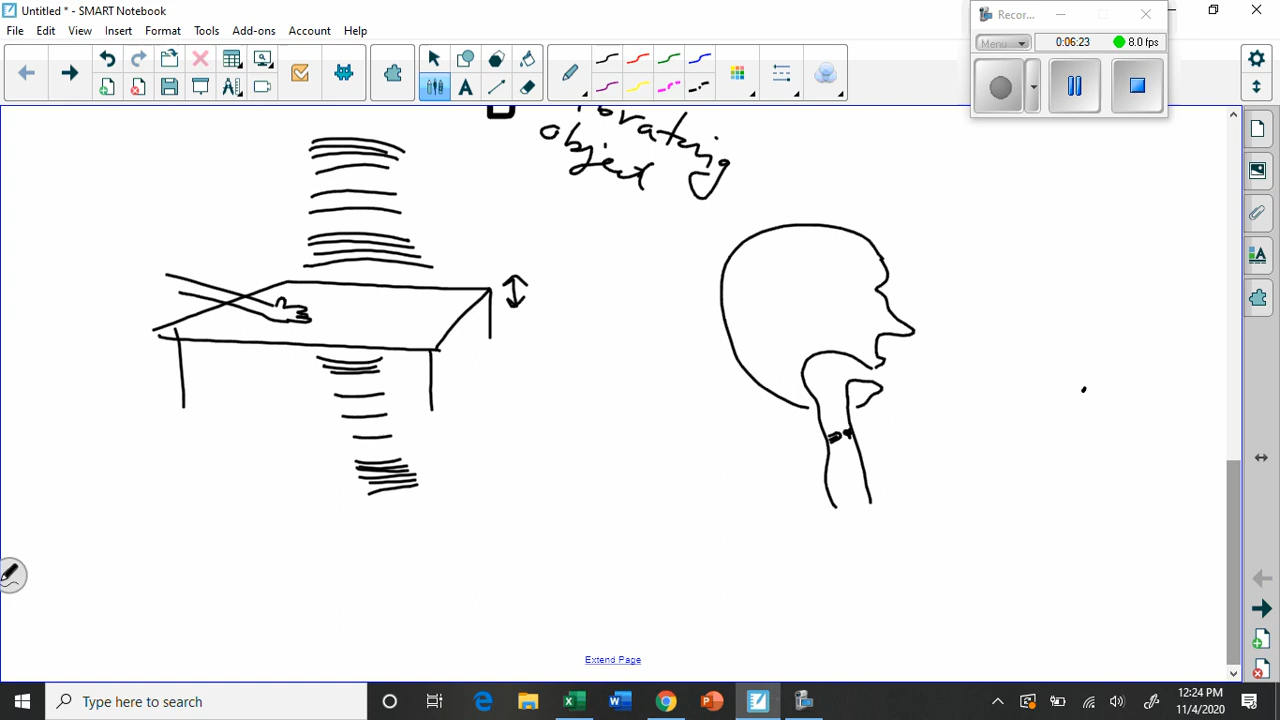 Untitled * - SMART Notebook
Recor...
File Edit View Insert Format Tools Add-ons Account Help
Menu 0:06:23 8.0 fps
object
Extend Page
Type here to search
12:24 PM
11/4/2020